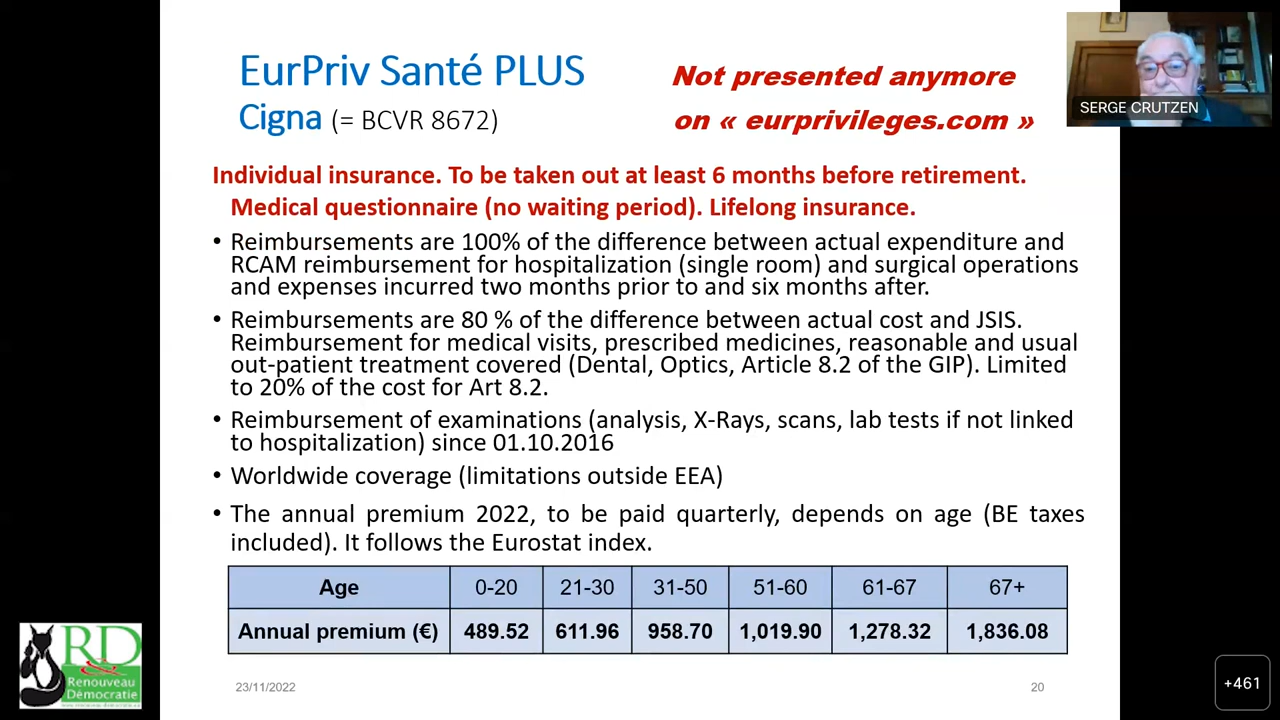 EurPriv Santé PLUS
Cigna (= BCVR 8672)
Not presented anymore
on « eurprivileges.com »
SERGE CRUTZEN
Individual insurance. To be taken out at least 6 months before retirement.
Medical questionnaire (no waiting period). Lifelong insurance.
• Reimbursements are 100% of the difference between actual expenditure and
RCAM reimbursement for hospitalization (single room) and surgical operations
and expenses incurred two months prior to and six months after.
• Reimbursements are 80 % of the difference between actual cost and JSIS.
Reimbursement for medical visits, prescribed medicines, reasonable and usual
out-patient treatment covered (Dental, Optics, Article 8.2 of the GIP). Limited
to 20% of the cost for Art 8.2.
• Reimbursement of examinations (analysis, X-Rays, scans, lab tests if not linked
to hospitalization) since 01.10.2016
• Worldwide coverage (limitations outside EEA)
• The annual premium 2022, to be paid quarterly, depends on age (BE taxes
included). It follows the Eurostat index.
Age 0-20 21-30 31-50 51-60 61-67 67+
Annual premium (€) 489.52 611.96 958.70 1,019.90 1,278.32 1,836.08
RD
Renouveau
Démocratie
23/11/2022
20
+461